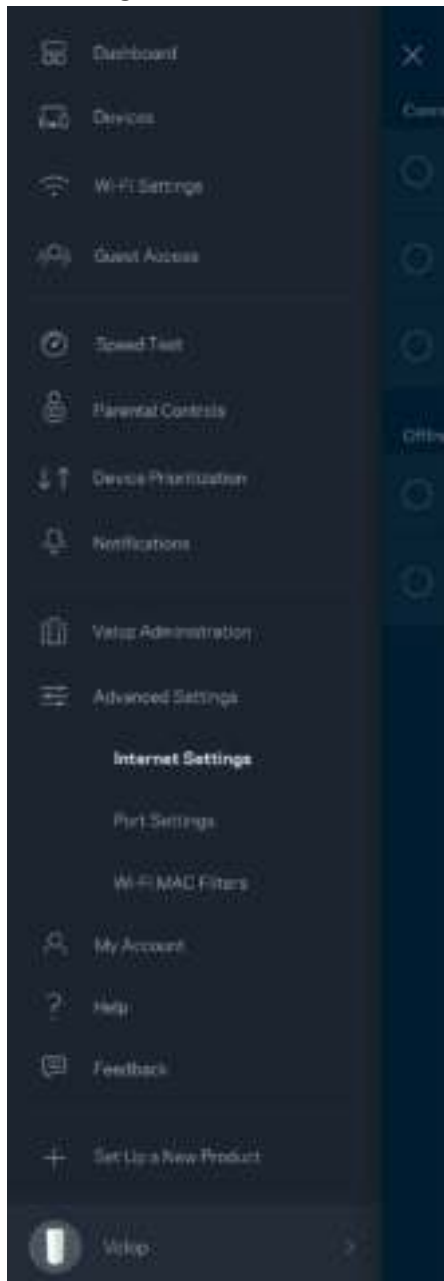 Dashboard
Devices
Wi-Fi Settings
Guest Access
Speed Test
Parental Controls
Device Prioritization
Notifications
Velop Administration
Advanced Settings
Internet Settings
Port Settings
Wi-Fi MAC Filters
My Account
Help
Feedback
Set Up a New Product
Velop